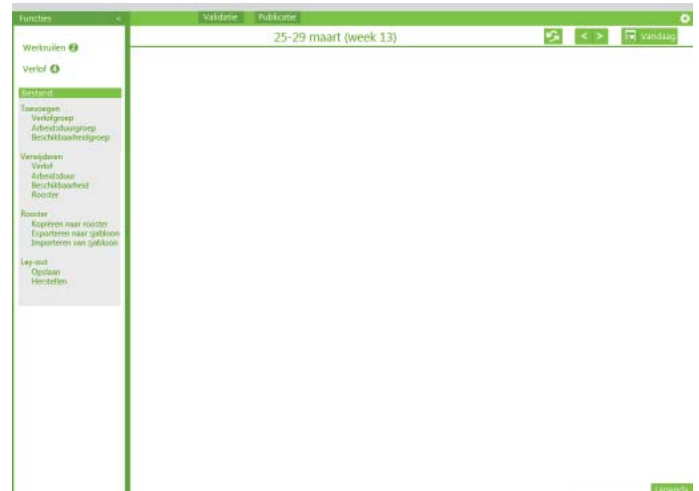 Functies «
Validatie Publicatie
25-29 maart (week 13)
< > Vandaag
Werkruilen 2
Verlof 4
Bestand
Toevoegen
Verlofgroep
Arbeidsduurgroep
Beschikbaarheidgroep
Verwijderen
Verlof
Arbeidsduur
Beschikbaarheid
Rooster
Rooster
Kopiëren naar rooster
Exporteren naar sjabloon
Importeren van sjabloon
Lay-out
Opslaan
Herstellen
Legenda